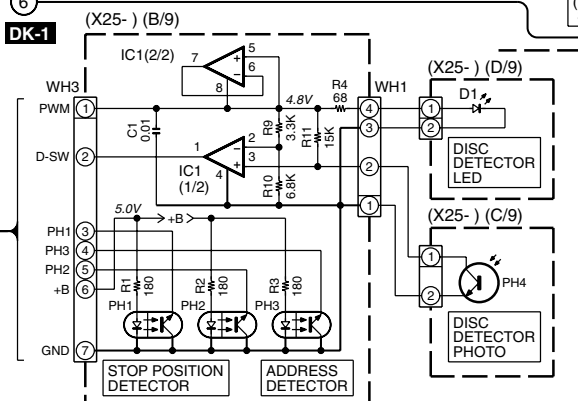 6
DK-1
(X25- ) (B/9)
IC1(2/2)
7
5
6
8
+
−
WH3
PWM
1
C1
0.01
4.8V
R4
68
WH1
4
3
2
1
R9
3.3K
R11
15K
D-SW
2
1
2
3
4
−
+
IC1
(1/2)
R10
6.8K
5.0V
+B
PH1
3
PH3
4
PH2
5
+B
6
R1
180
R2
180
R3
180
PH1
PH2
PH3
GND
7
STOP POSITION
DETECTOR
ADDRESS
DETECTOR
(X25- ) (D/9)
D1
1
2
DISC
DETECTOR
LED
(X25- ) (C/9)
1
2
PH4
DISC
DETECTOR
PHOTO